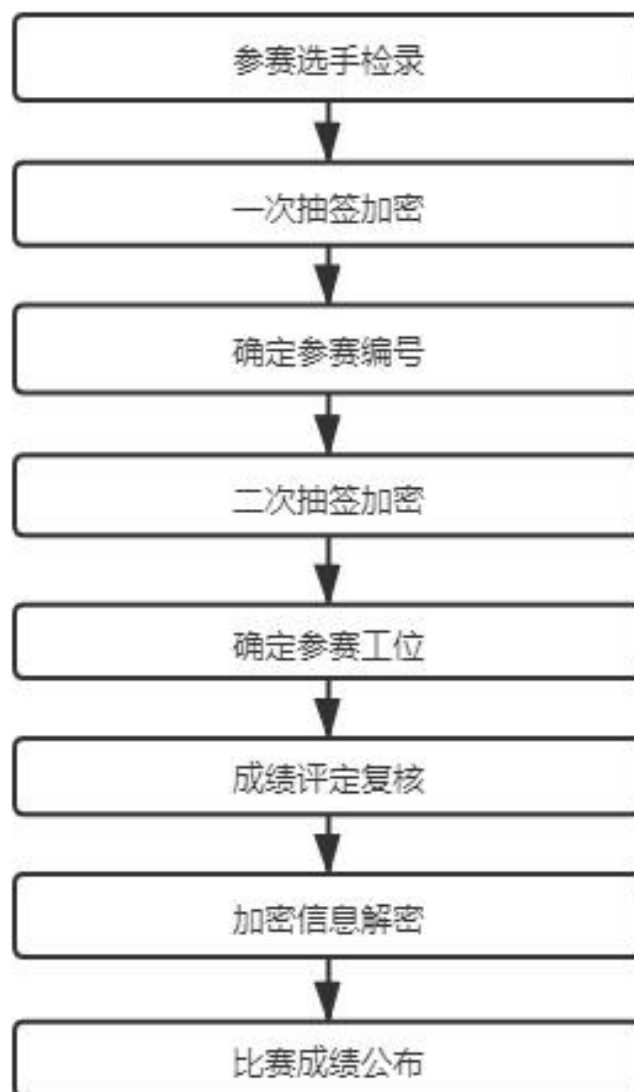 参赛选手检录
一次抽签加密
确定参赛编号
二次抽签加密
确定参赛工位
成绩评定复核
加密信息解密
比赛成绩公布